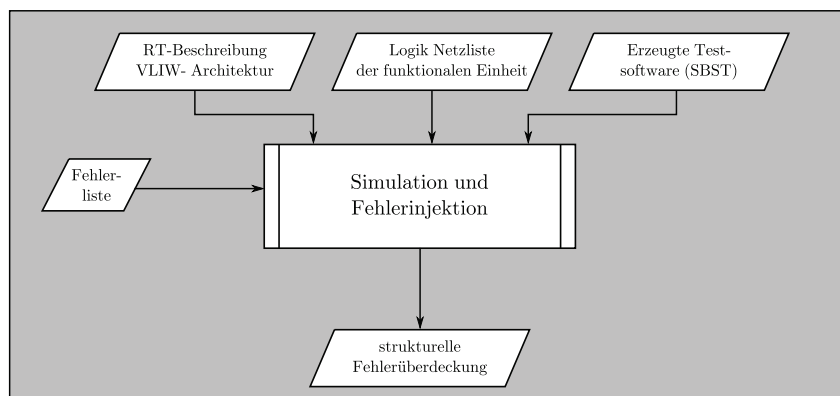 RT-Beschreibung
VLIW- Architektur
Logik Netzliste
der funktionalen Einheit
Erzeugte Test-
software (SBST)
Fehler-
liste
Simulation und
Fehlerinjektion
strukturelle
Fehlerüberdeckung